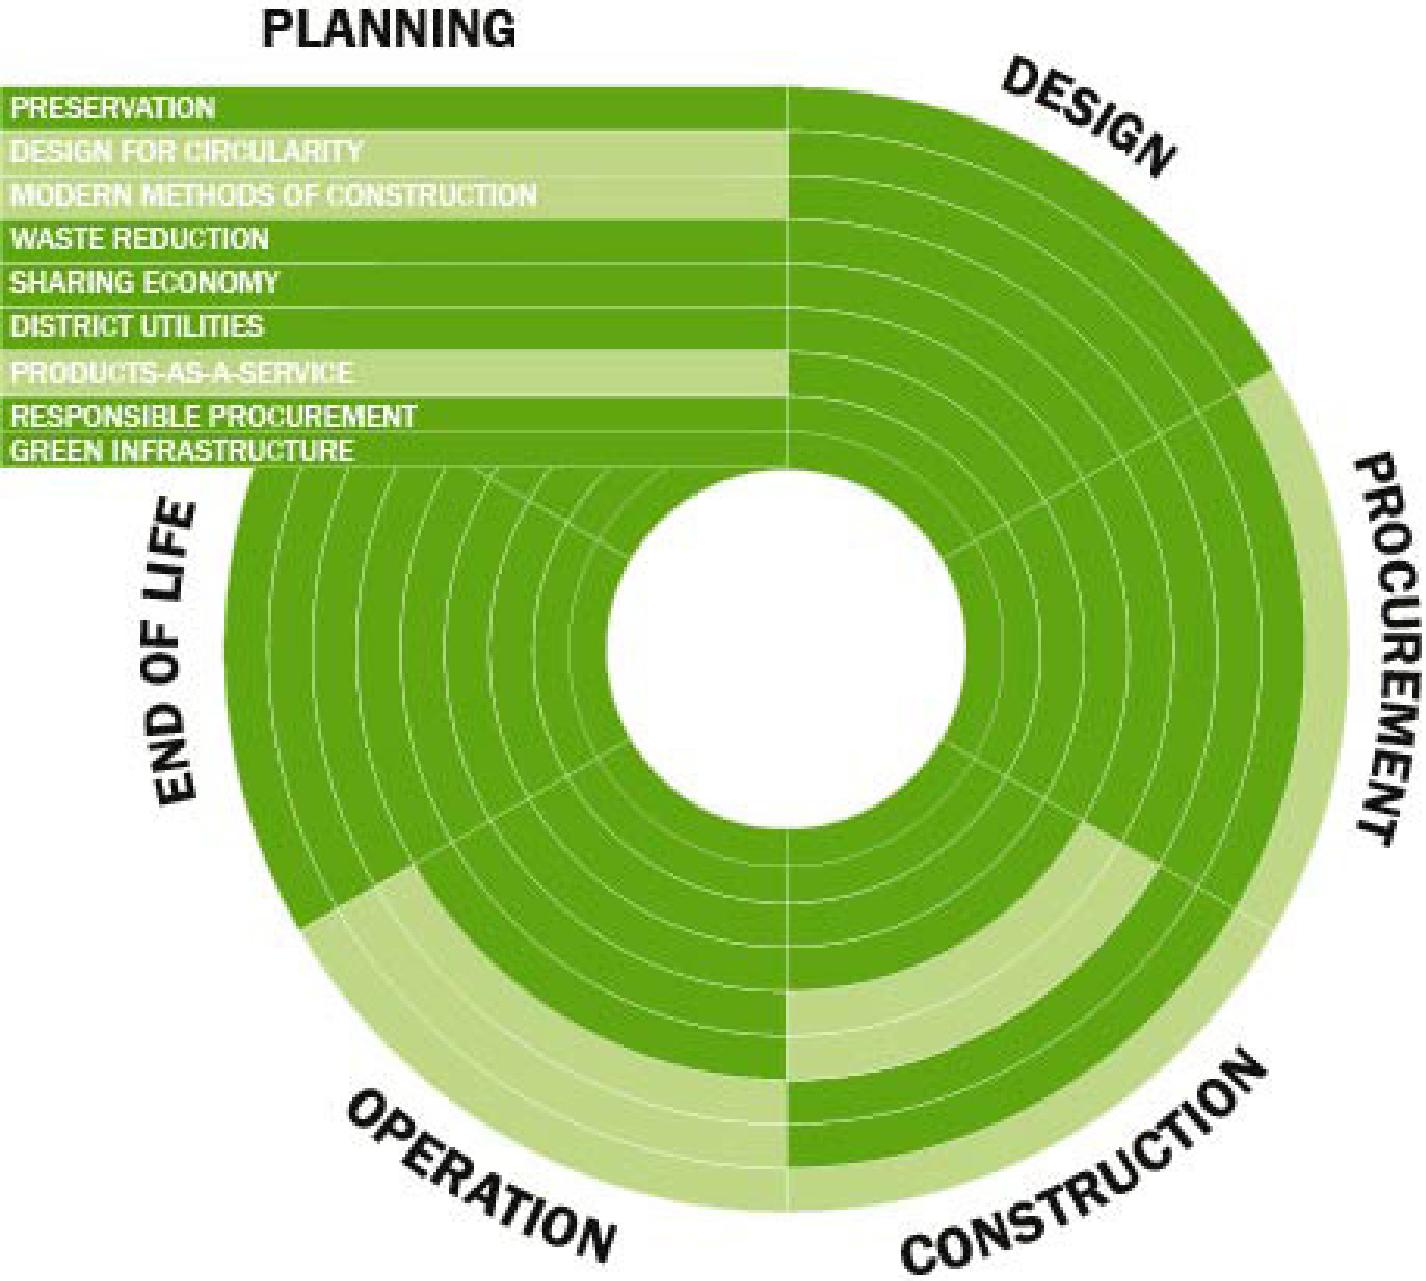 PLANNING
DESIGN
PRESERVATION
DESIGN FOR CIRCULARITY
MODERN METHODS OF CONSTRUCTION
WASTE REDUCTION
SHARING ECONOMY
DISTRICT UTILITIES
PRODUCTS-AS-A-SERVICE
RESPONSIBLE PROCUREMENT
GREEN INFRASTRUCTURE
PROCUREMENT
END OF LIFE
OPERATION
CONSTRUCTION